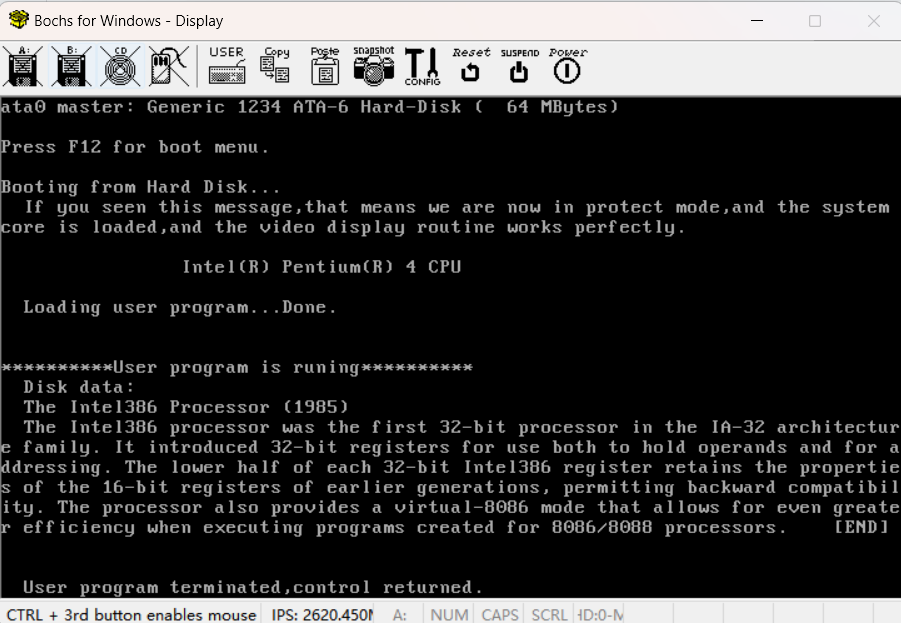 Bochs for Windows - Display
A: B: CD USER Copy Poste snapshot CONFIG Reset SUSPEND Power
ata0 master: Generic 1234 ATA-6 Hard-Disk (  64 MBytes)
Press F12 for boot menu.
Booting from Hard Disk...
  If you seen this message,that means we are now in protect mode,and the system
core is loaded,and the video display routine works perfectly.
                Intel(R) Pentium(R) 4 CPU
  Loading user program...Done.
**********User program is runing**********
  Disk data:
  The Intel386 Processor (1985)
  The Intel386 processor was the first 32-bit processor in the IA-32 architectur
e family. It introduced 32-bit registers for use both to hold operands and for a
ddressing. The lower half of each 32-bit Intel386 register retains the propertie
s of the 16-bit registers of earlier generations, permitting backward compatibil
ity. The processor also provides a virtual-8086 mode that allows for even greate
r efficiency when executing programs created for 8086/8088 processors.    [END]
  User program terminated,control returned.
CTRL + 3rd button enables mouse IPS: 2620.450M A: NUM CAPS SCRL HD:0-M